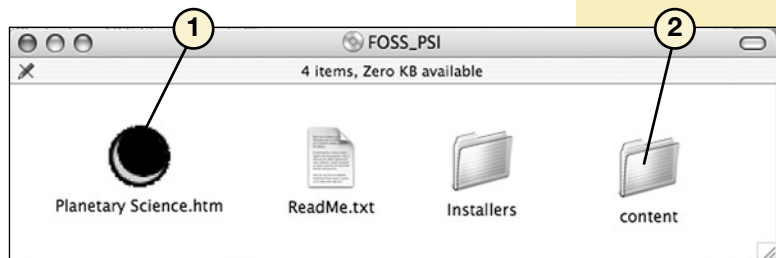 1
2
FOSS_PSI
4 items, Zero KB available
Planetary Science.htm
ReadMe.txt
Installers
content